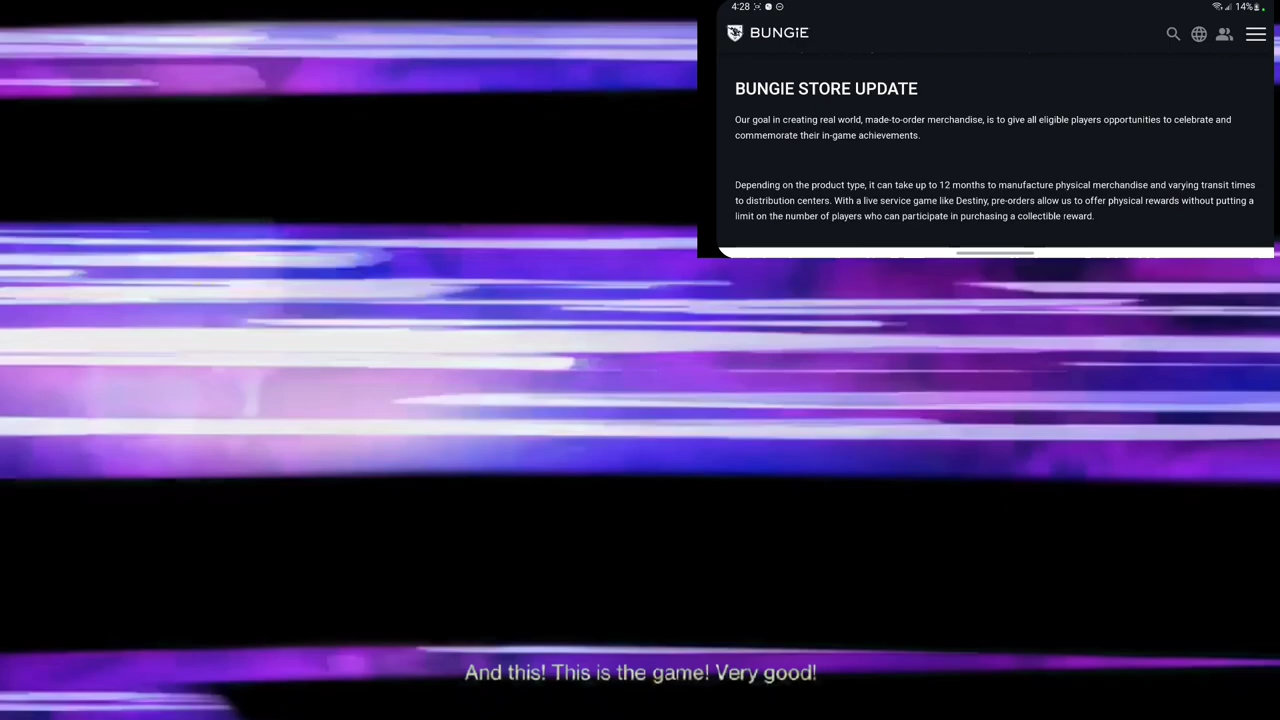 4:28
14%
BUNGiE
BUNGIE STORE UPDATE
Our goal in creating real world, made-to-order merchandise, is to give all eligible players opportunities to celebrate and
commemorate their in-game achievements.
Depending on the product type, it can take up to 12 months to manufacture physical merchandise and varying transit times
to distribution centers. With a live service game like Destiny, pre-orders allow us to offer physical rewards without putting a
limit on the number of players who can participate in purchasing a collectible reward.
And this! This is the game! Very good!